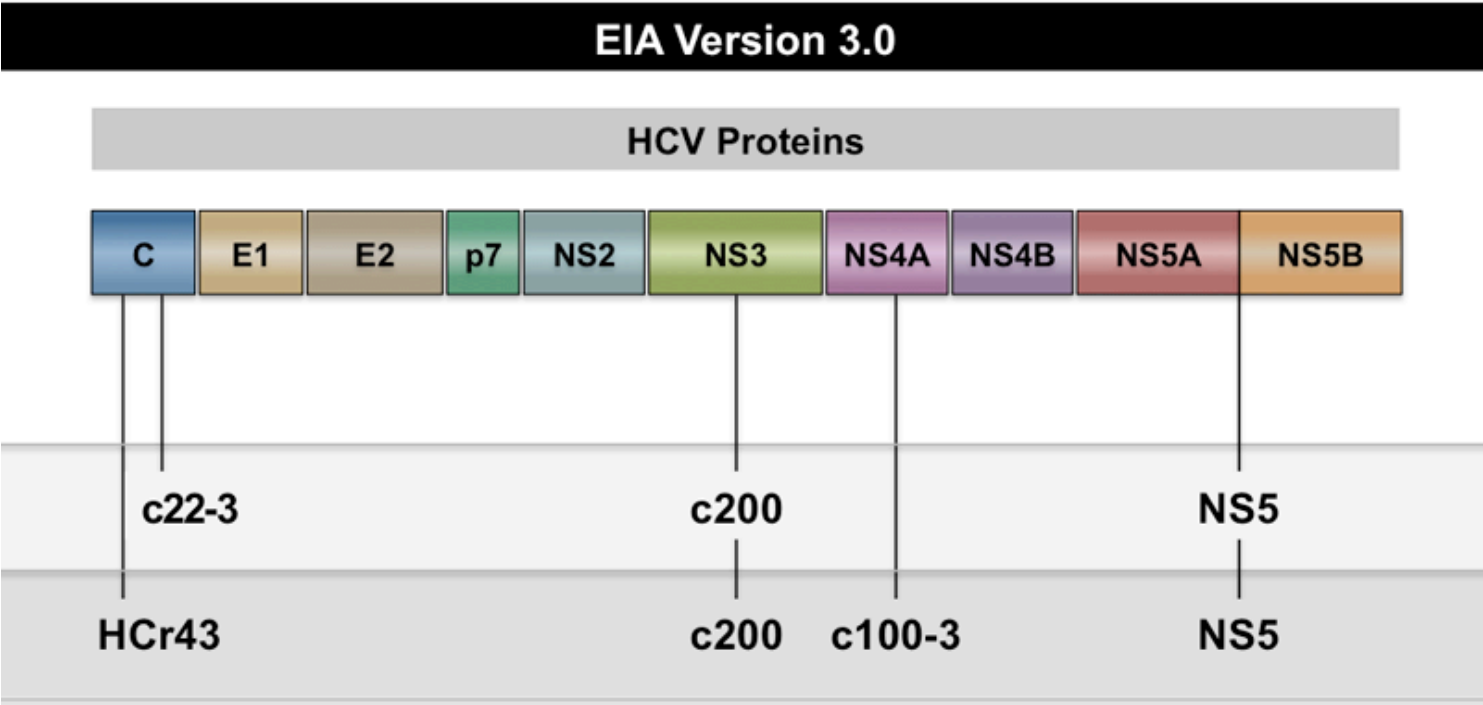 EIA Version 3.0
HCV Proteins
C E1 E2 p7 NS2 NS3 NS4A NS4B NS5A NS5B
c22-3 c200 NS5
HCr43 c200 c100-3 NS5